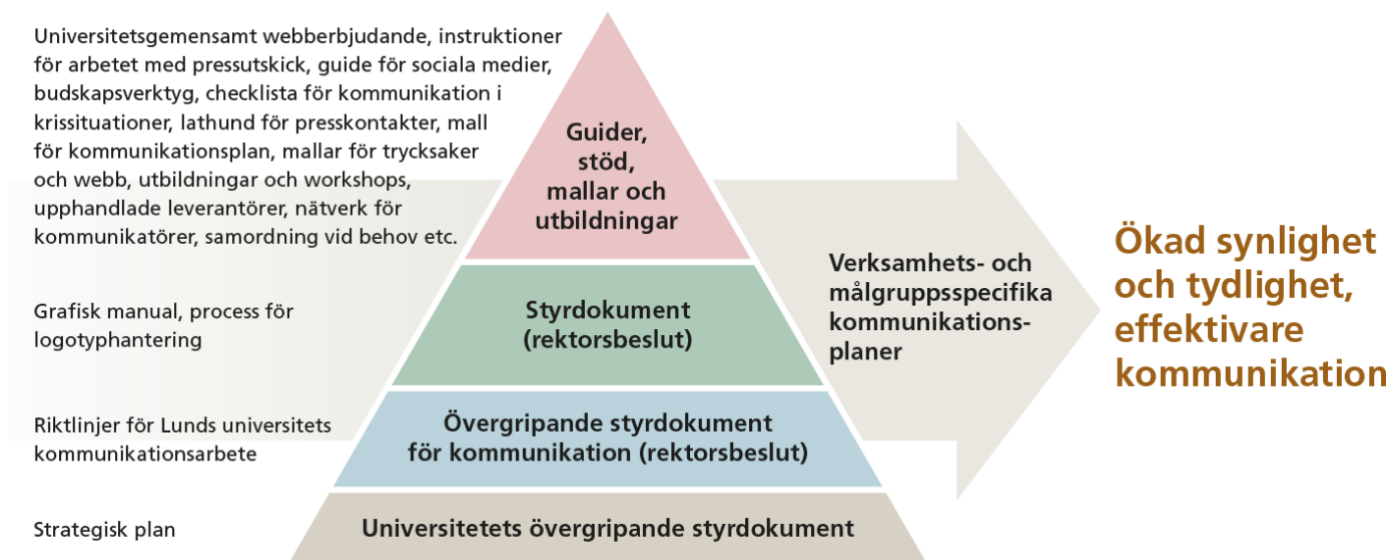 Universitetsgemensamt webberbjudande, instruktioner
för arbetet med pressutskick, guide för sociala medier,
budskapsverktyg, checklista för kommunikation i
krissituationer, lathund för presskontakter, mall
för kommunikationsplan, mallar för trycksaker
och webb, utbildningar och workshops,
upphandlade leverantörer, nätverk för
kommunikatörer, samordning vid behov etc.
Guider,
stöd,
mallar och
utbildningar
Grafisk manual, process för
logotyphantering
Styrdokument
(rektorsbeslut)
Riktlinjer för Lunds universitets
kommunikationsarbete
Övergripande styrdokument
för kommunikation (rektorsbeslut)
Strategisk plan
Universitetets övergripande styrdokument
Verksamhets- och
målgruppsspecifika
kommunikations-
planer
Ökad synlighet
och tydlighet,
effektivare
kommunikation